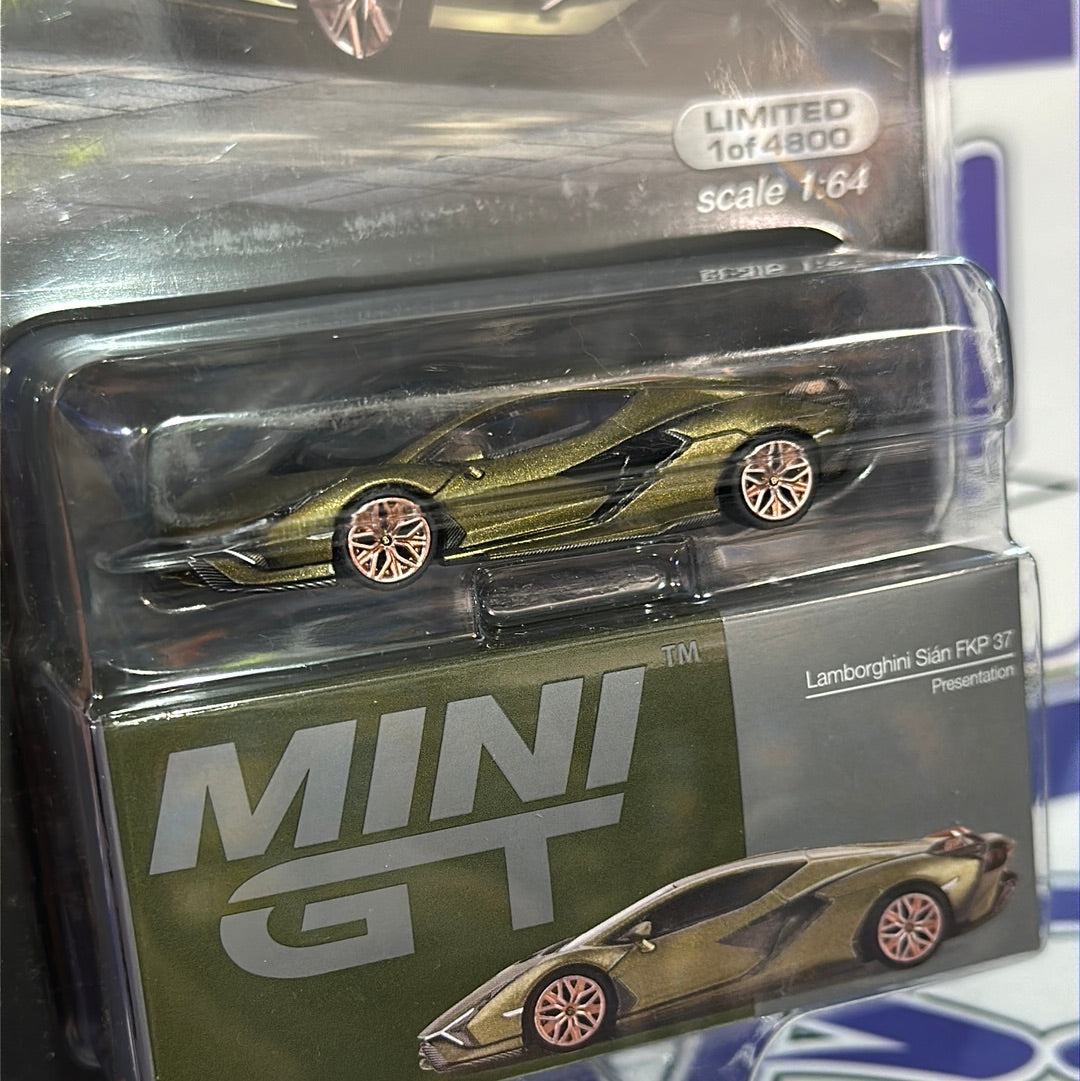 LIMITED
1of 4800
scale 1:64
MINI TM
GT
Lamborghini Sián FKP 37
Presentation